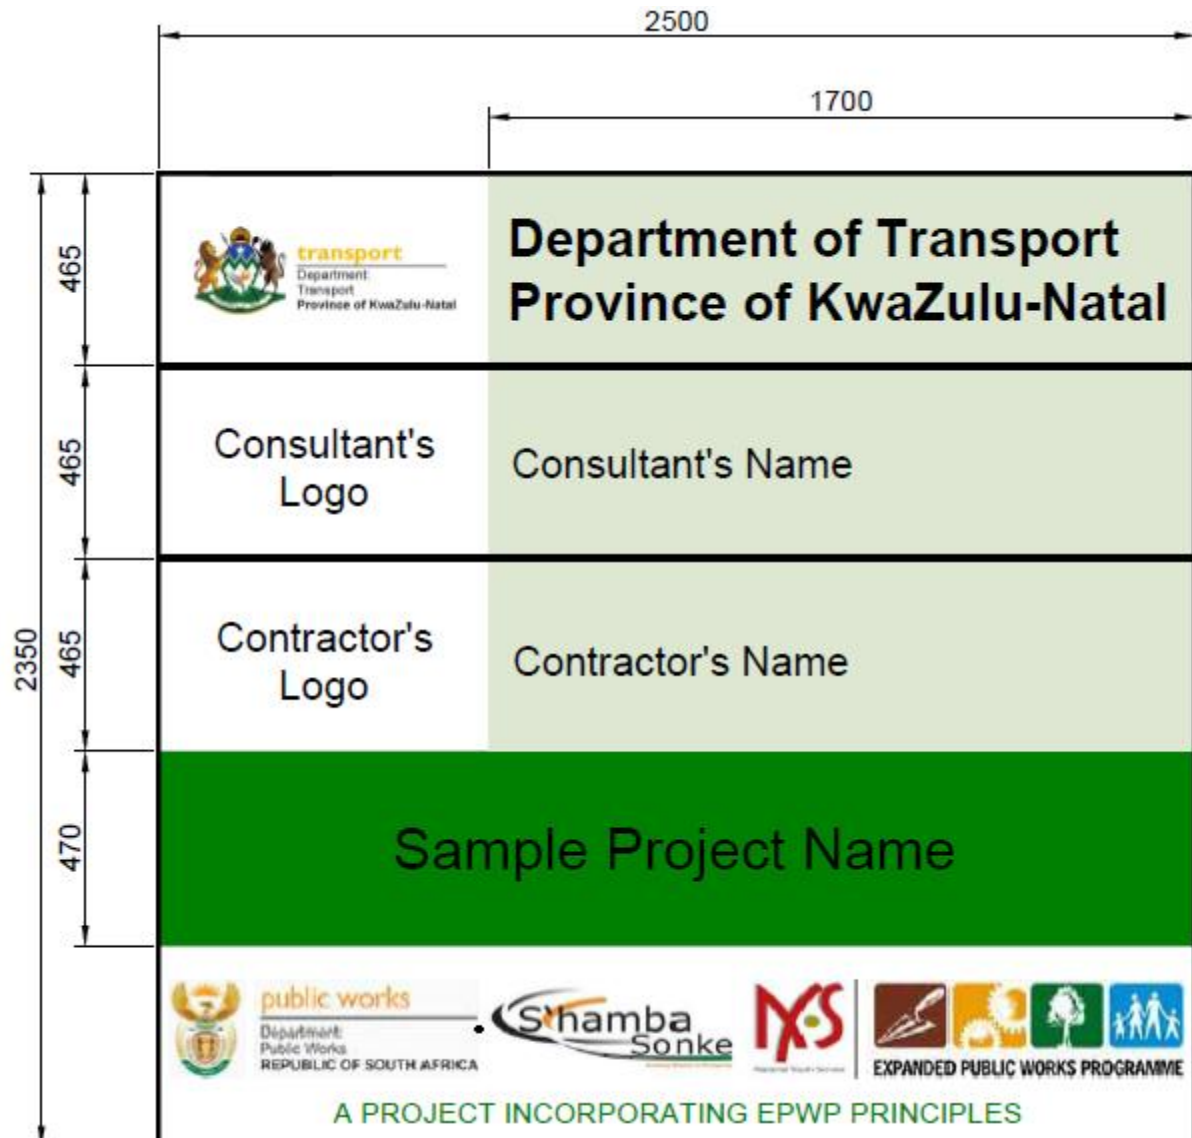 2500
1700
465
transport
Department:
Transport
Province of KwaZulu-Natal
Department of Transport
Province of KwaZulu-Natal
465
Consultant's
Logo
Consultant's Name
2350
465
Contractor's
Logo
Contractor's Name
470
Sample Project Name
public works
Department:
Public Works
REPUBLIC OF SOUTH AFRICA
S'hamba
Sonke
NYS
EXPANDED PUBLIC WORKS PROGRAMME
A PROJECT INCORPORATING EPWP PRINCIPLES